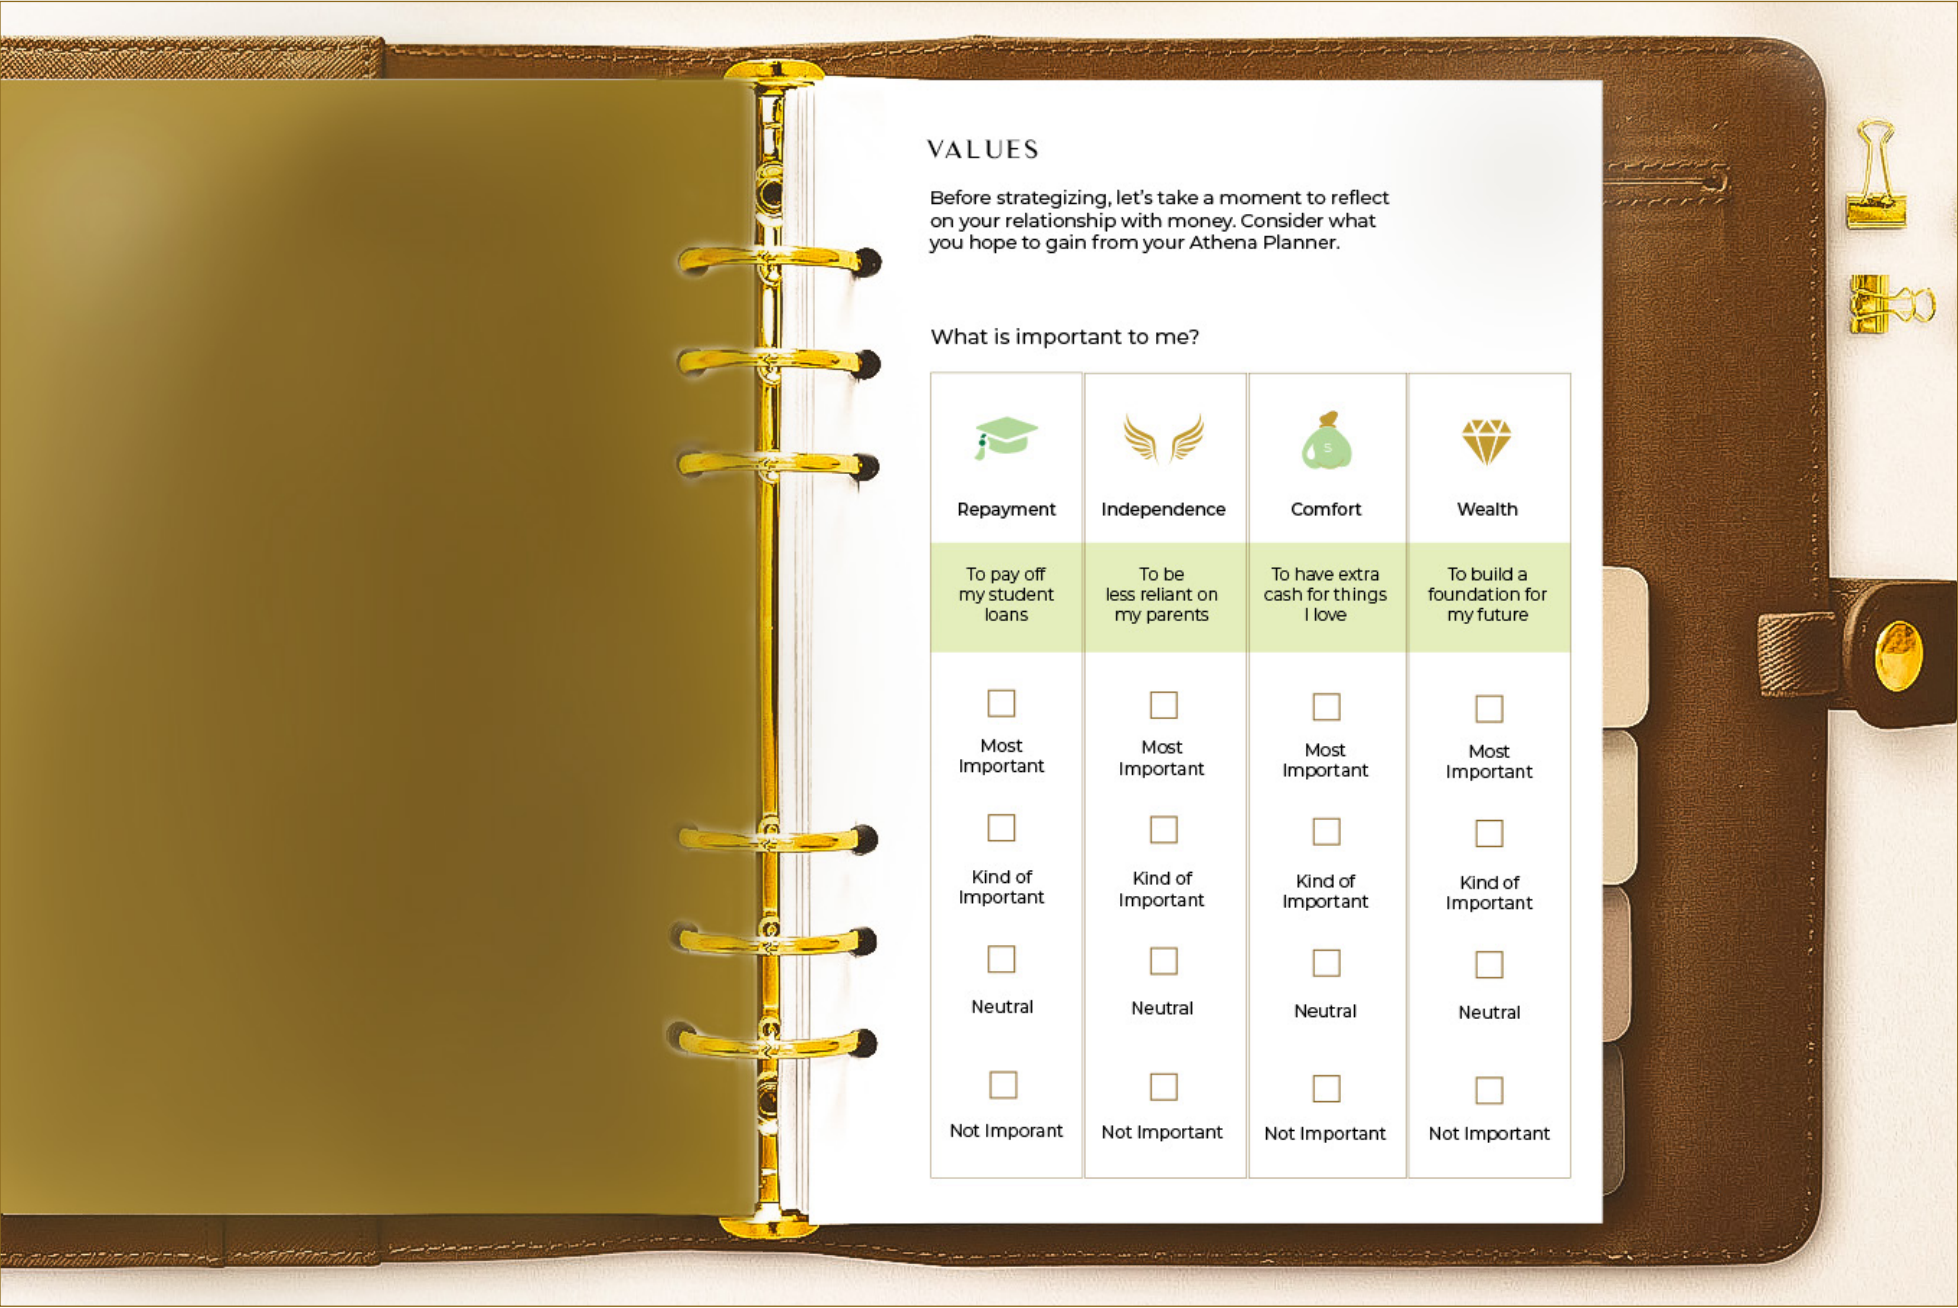 VALUES
Before strategizing, let's take a moment to reflect
on your relationship with money. Consider what
you hope to gain from your Athena Planner.
What is important to me?
Repayment
To pay off
my student
loans
Most
Important
Kind of
Important
Neutral
Not Imporant
Independence
To be
less reliant on
my parents
Most
Important
Kind of
Important
Neutral
Not Important
Comfort
To have extra
cash for things
I love
Most
Important
Kind of
Important
Neutral
Not Important
Wealth
To build a
foundation for
my future
Most
Important
Kind of
Important
Neutral
Not Important